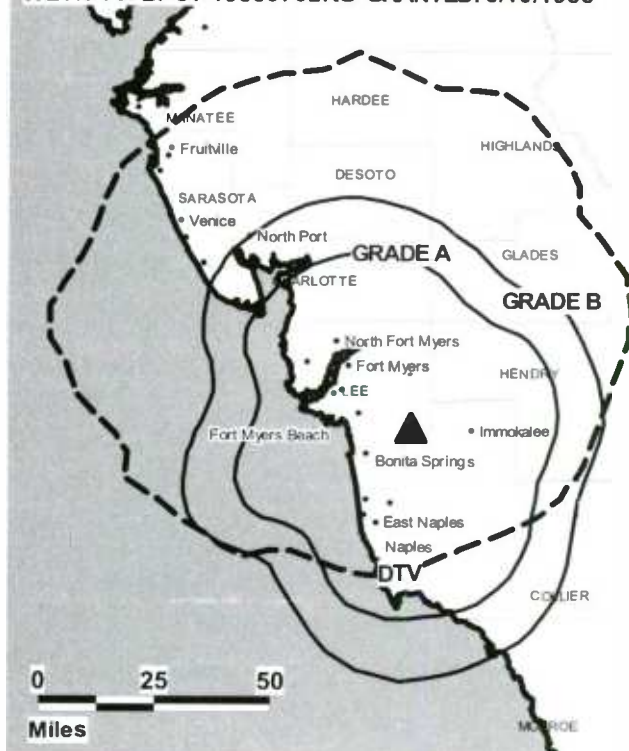 HARDEE
MANATEE
HIGHLANDS
Fruitville
DESOTO
SARASOTA
Venice
North Port
GRADE A
GLADES
GRADE B
North Fort Myers
Fort Myers
HENDRY
LEE
Fort Myers Beach
Immokalee
Bonita Springs
East Naples
Naples
DTV
COLLIER
0 25 50
Miles
MONROE